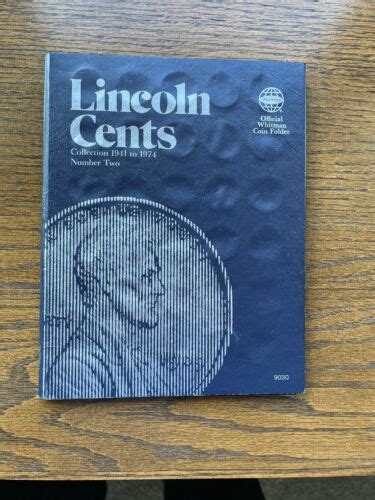 Lincoln
Cents
Collection 1941 to 1974
Number Two
Official
Whitman
Coin Folder
9030